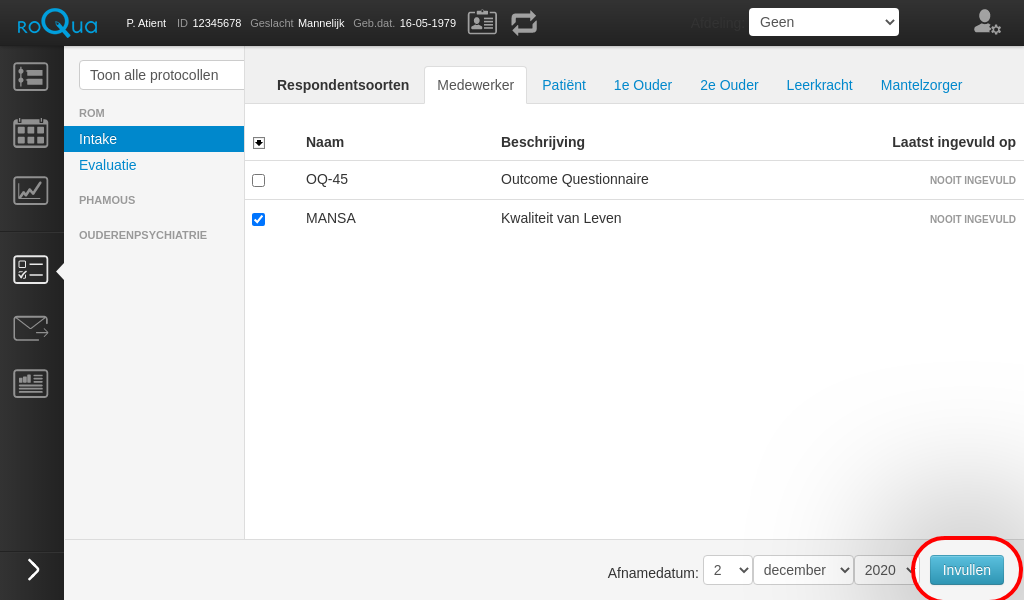 roQua P. Atient ID 12345678 Geslacht Mannelijk Geb.dat. 16-05-1979 Afdeling Geen
Toon alle protocollen
Respondentsoorten Medewerker Patiënt 1e Ouder 2e Ouder Leerkracht Mantelzorger
ROM
Intake
Evaluatie
PHAMOUS
OUDERENPSYCHIATRIE
Naam Beschrijving Laatst ingevuld op
OQ-45 Outcome Questionnaire NOOIT INGEVULD
MANSA Kwaliteit van Leven NOOIT INGEVULD
Afnamedatum: 2 december 2020 Invullen